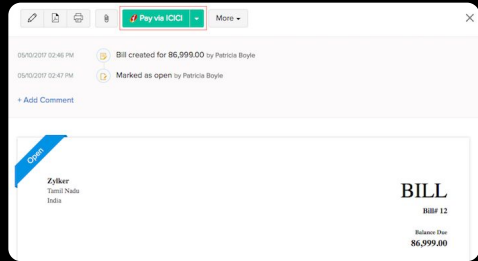 Pay via ICICI
More
05/10/2017 02:46 PM
Bill created for 86,999.00 by Patricia Boyle
05/10/2017 02:47 PM
Marked as open by Patricia Boyle
+ Add Comment
Open
Zylker
Tamil Nadu
India
BILL
Bill# 12
Balance Due
86,999.00